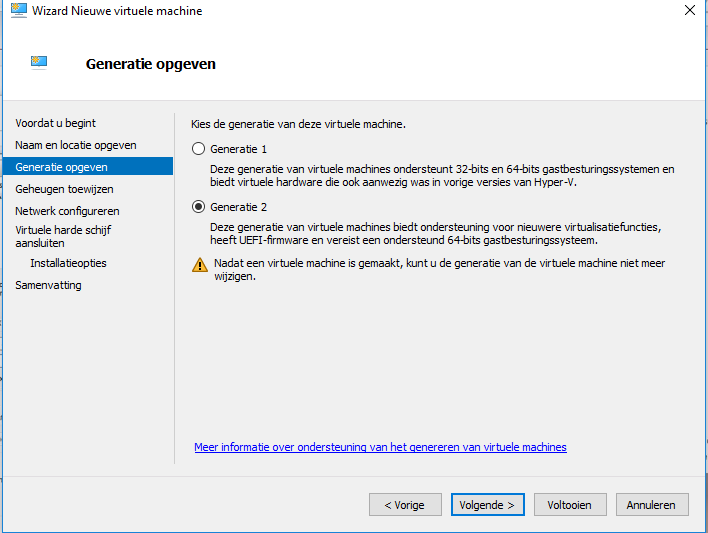 Wizard Nieuwe virtuele machine
Generatie opgeven
Voordat u begint
Naam en locatie opgeven
Generatie opgeven
Geheugen toewijzen
Netwerk configureren
Virtuele harde schijf
aansluiten
Installatieopties
Samenvatting
Kies de generatie van deze virtuele machine.
Generatie 1
Deze generatie van virtuele machines ondersteunt 32-bits en 64-bits gastbesturingssystemen en
biedt virtuele hardware die ook aanwezig was in vorige versies van Hyper-V.
Generatie 2
Deze generatie van virtuele machines biedt ondersteuning voor nieuwere virtualisatiefuncties,
heeft UEFI-firmware en vereist een ondersteund 64-bits gastbesturingssysteem.
Nadat een virtuele machine is gemaakt, kunt u de generatie van de virtuele machine niet meer
wijzigen.
Meer informatie over ondersteuning van het genereren van virtuele machines
< Vorige
Volgende >
Voltooien
Annuleren